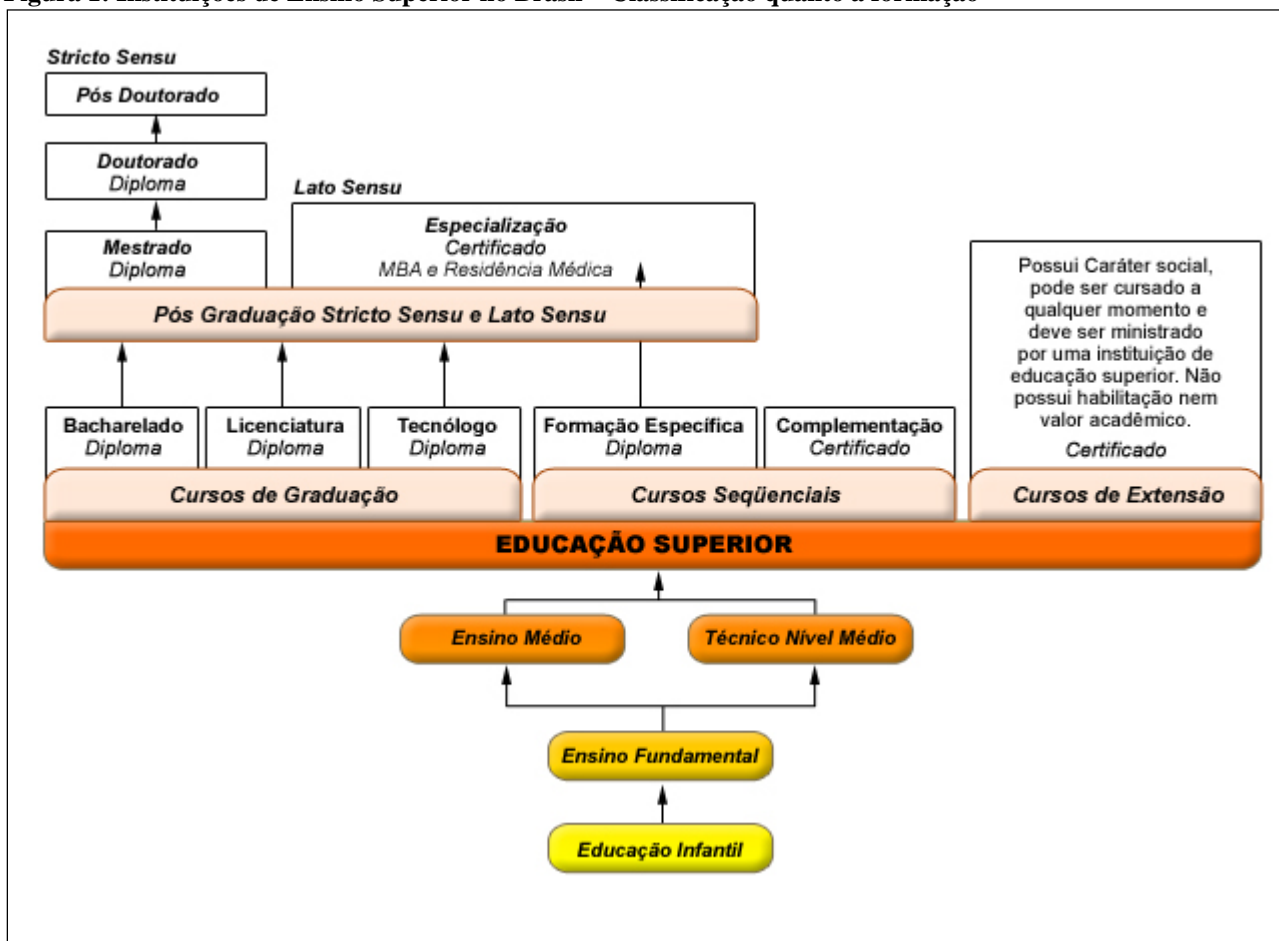 Stricto Sensu
Pós Doutorado
Doutorado
Diploma
Mestrado
Diploma
Lato Sensu
Especialização
Certificado
MBA e Residência Médica
Pós Graduação Stricto Sensu e Lato Sensu
Possui Caráter social,
pode ser cursado a
qualquer momento e
deve ser ministrado
por uma instituição de
educação superior. Não
possui habilitação nem
valor acadêmico.
Certificado
Bacharelado
Diploma
Licenciatura
Diploma
Tecnólogo
Diploma
Formação Específica
Diploma
Complementação
Certificado
Cursos de Graduação
Cursos Seqüenciais
Cursos de Extensão
EDUCAÇÃO SUPERIOR
Ensino Médio
Técnico Nível Médio
Ensino Fundamental
Educação Infantil